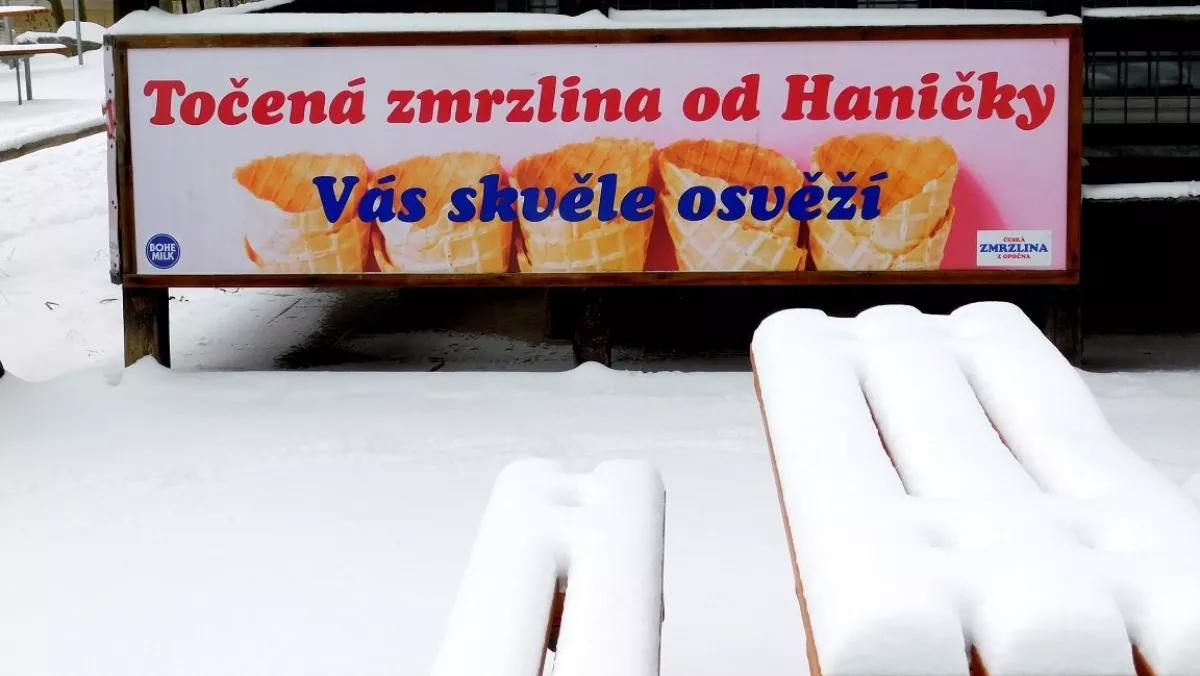 Točená zmrzlina od Haničky
Vás skvěle osvěží
BOHE
MILK
ČESKÁ
ZMRZLINA
Z OPOČNA